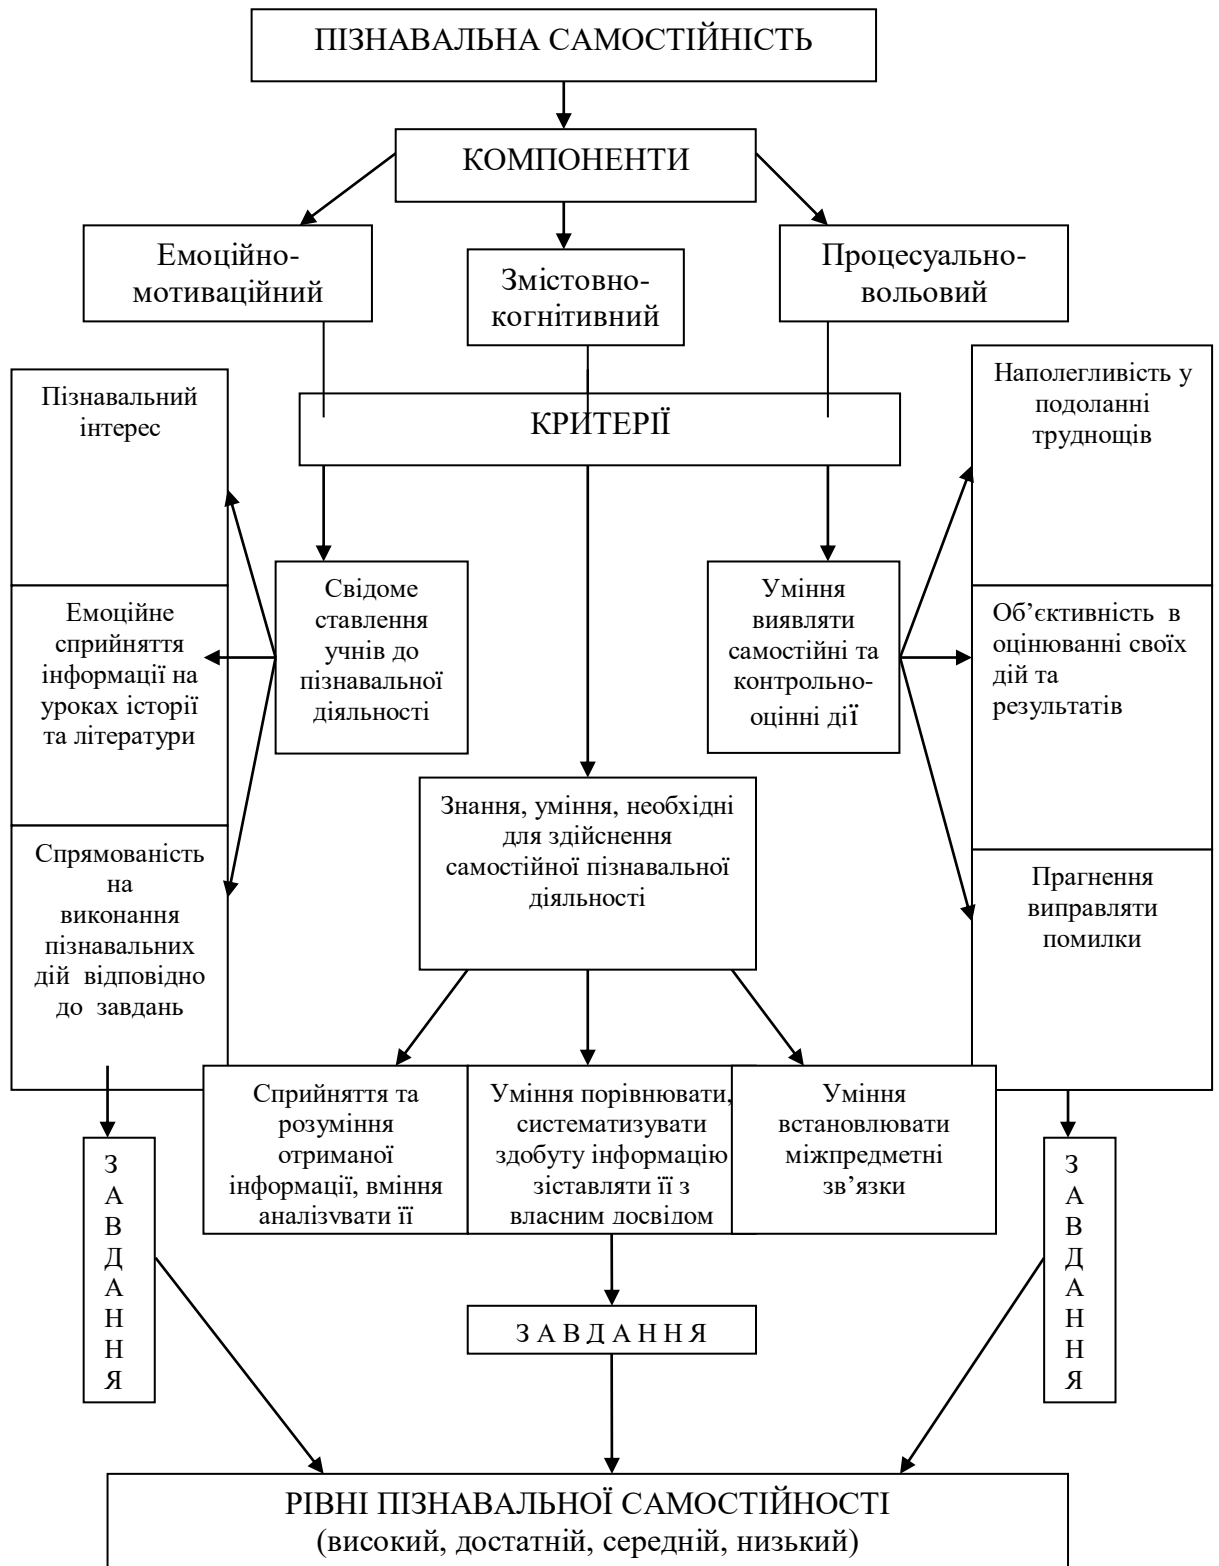 ПІЗНАВАЛЬНА САМОСТІЙНІСТЬ
КОМПОНЕНТИ
Емоційно-
мотиваційний
Змістовно-
когнітивний
Процесуально-
вольовий
КРИТЕРІЇ
Пізнавальний
інтерес
Емоційне
сприйняття
інформації на
уроках історії
та літератури
Спрямованість
на
виконання
пізнавальних
дій відповідно
до завдань
Свідоме
ставлення
учнів до
пізнавальної
діяльності
Уміння
виявляти
самостійні та
контрольно-
оцінні дії
Наполегливість у
подоланні
труднощів
Об’єктивність в
оцінюванні своїх
дій та
результатів
Прагнення
виправляти
помилки
Знання, уміння, необхідні
для здійснення
самостійної пізнавальної
діяльності
Сприйняття та
розуміння
отриманої
інформації, вміння
аналізувати її
Уміння порівнювати,
систематизувати
здобуту інформацію
зіставляти її з
власним досвідом
Уміння
встановлювати
міжпредметні
зв’язки
З
А
В
Д
А
Н
Н
Я
З А В Д А Н Н Я
З
А
В
Д
А
Н
Н
Я
РІВНІ ПІЗНАВАЛЬНОЇ САМОСТІЙНОСТІ
(високий, достатній, середній, низький)